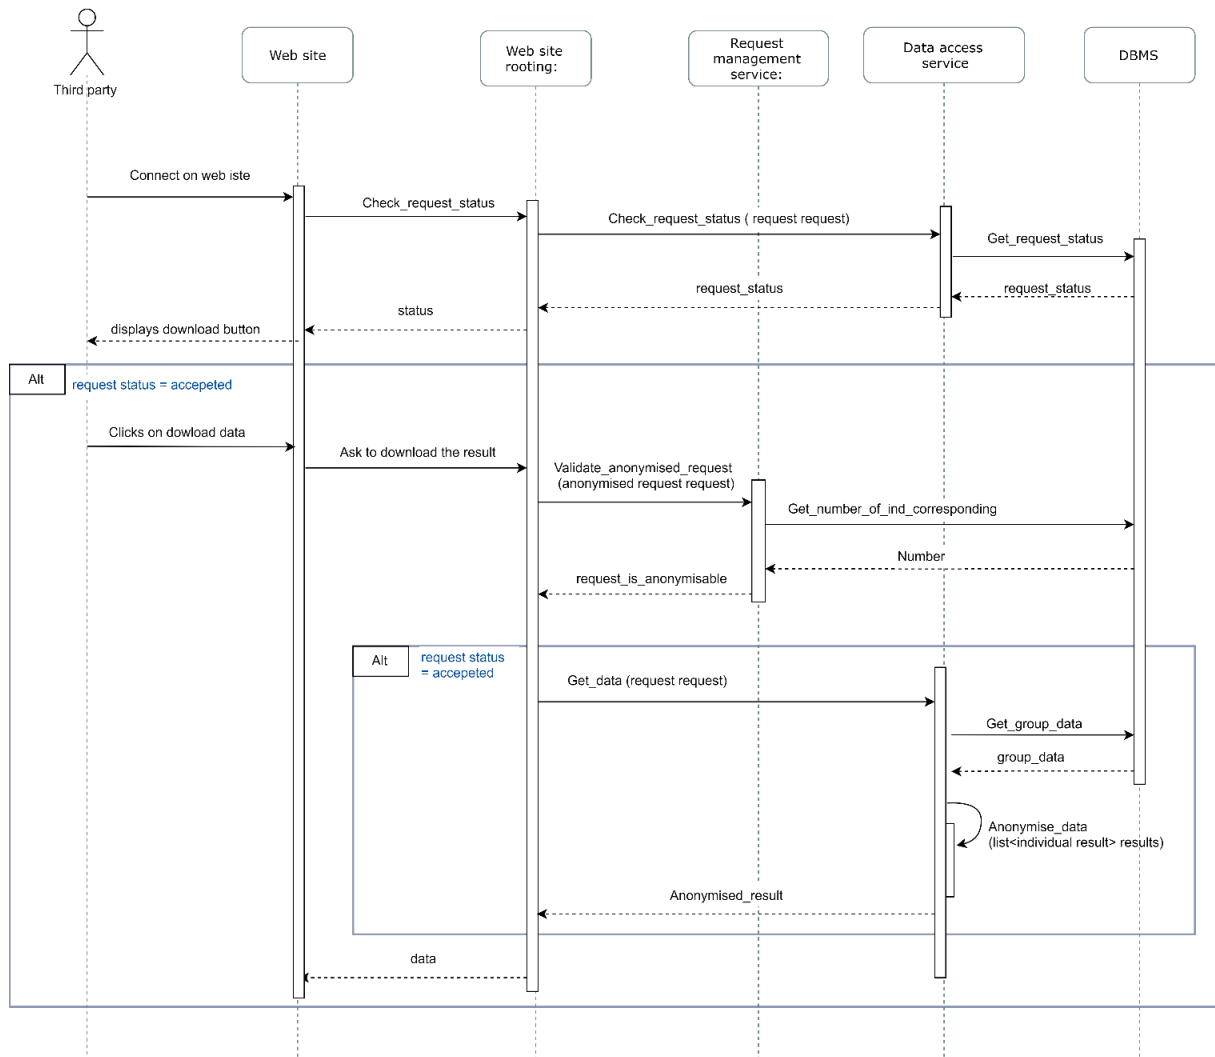 Third party
Web site
Web site
rooting:
Request
management
service:
Data access
service
DBMS
Connect on web iste
Check_request_status
Check_request_status ( request request)
Get_request_status
request_status
request_status
status
displays download button
Alt
request status = accepeted
Clicks on dowload data
Ask to download the result
Validate_anonymised_request
(anonymised request request)
Get_number_of_ind_corresponding
Number
request_is_anonymisable
Alt
request status
= accepeted
Get_data (request request)
Get_group_data
group_data
Anonymise_data
(list<individual result> results)
Anonymised_result
data